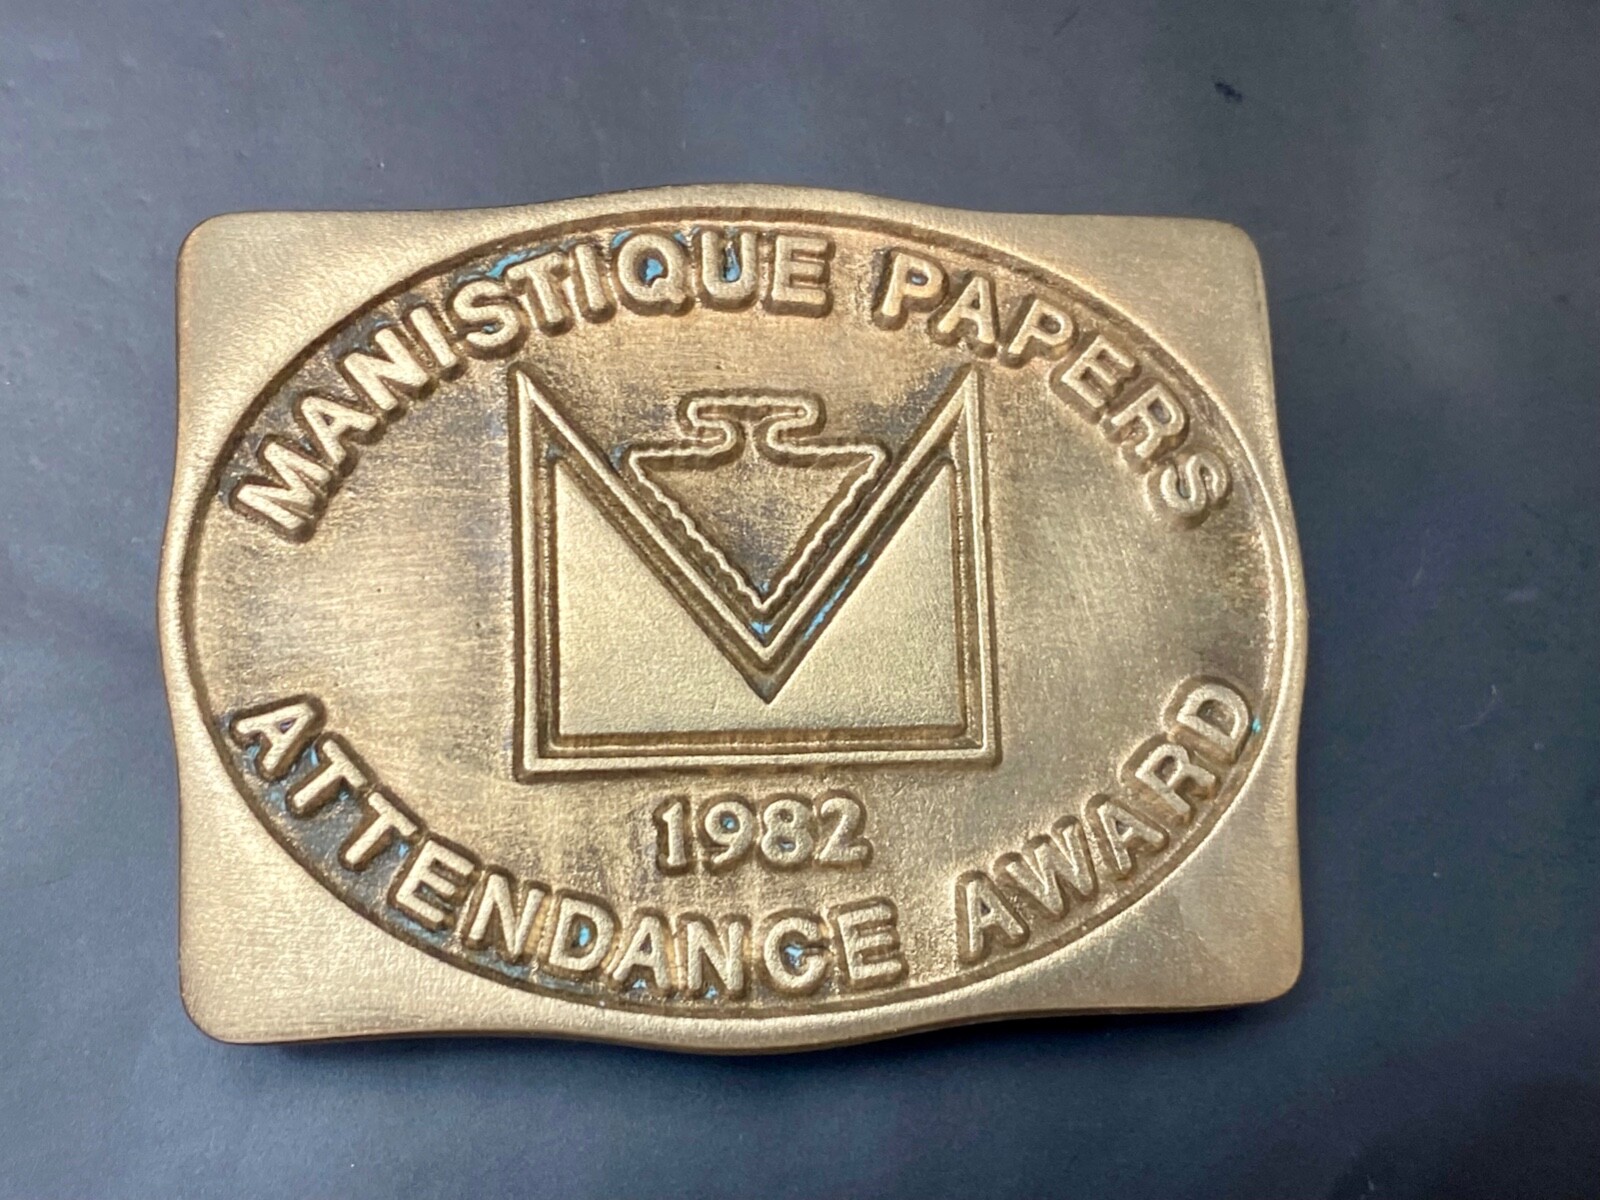 MANISTIQUE PAPERS
1982
ATTENDANCE AWARD